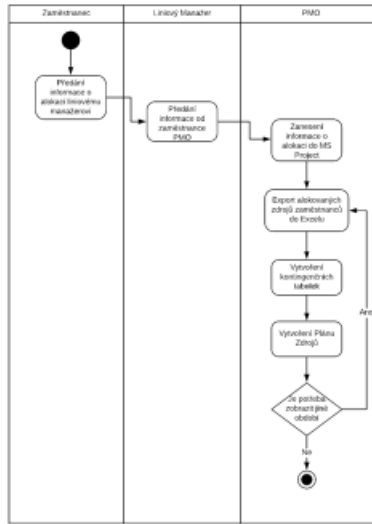 Zaměstnanec
Liniový Manažer
PMO
Předání
informace o
alokaci liniovému
manažerovi
Předání
informace od
zaměstnance
PMO
Zanesení
informace o
alokaci do MS
Project
Export alokovaných
zdrojů zaměstnanců
do Excelu
Vytvoření
kontingenčních
tabulek
Vytvoření Plánu
Zdrojů
Je potřeba
zobrazit jiné
období
Ano
Ne